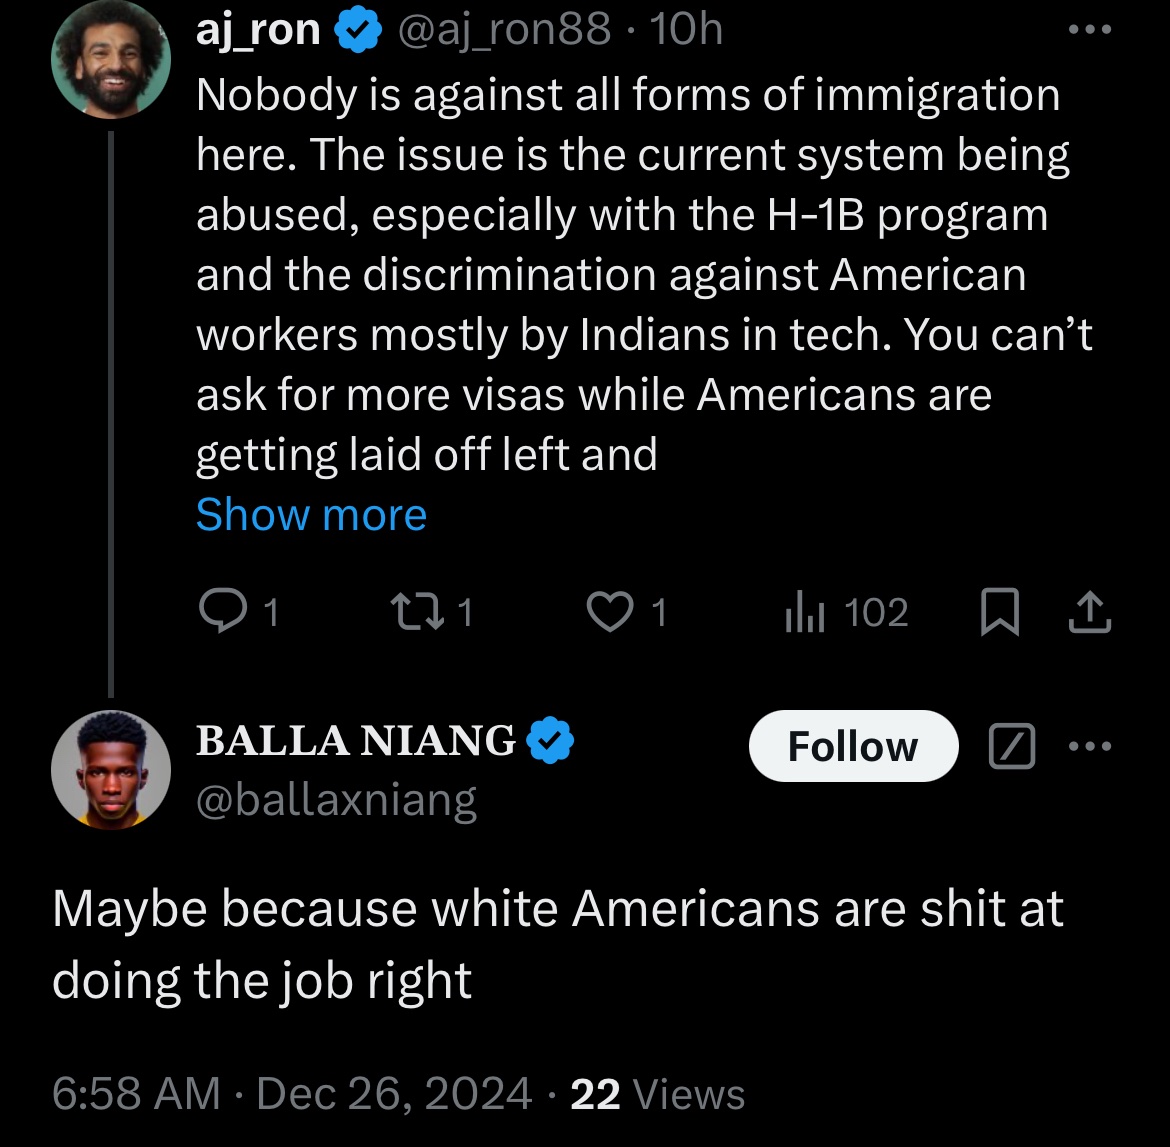 aj_ron @aj_ron88 · 10h
Nobody is against all forms of immigration
here. The issue is the current system being
abused, especially with the H-1B program
and the discrimination against American
workers mostly by Indians in tech. You can’t
ask for more visas while Americans are
getting laid off left and
Show more
1 1 1 102
BALLA NIANG Follow
@ballaxniang
Maybe because white Americans are shit at
doing the job right
6:58 AM · Dec 26, 2024 · 22 Views